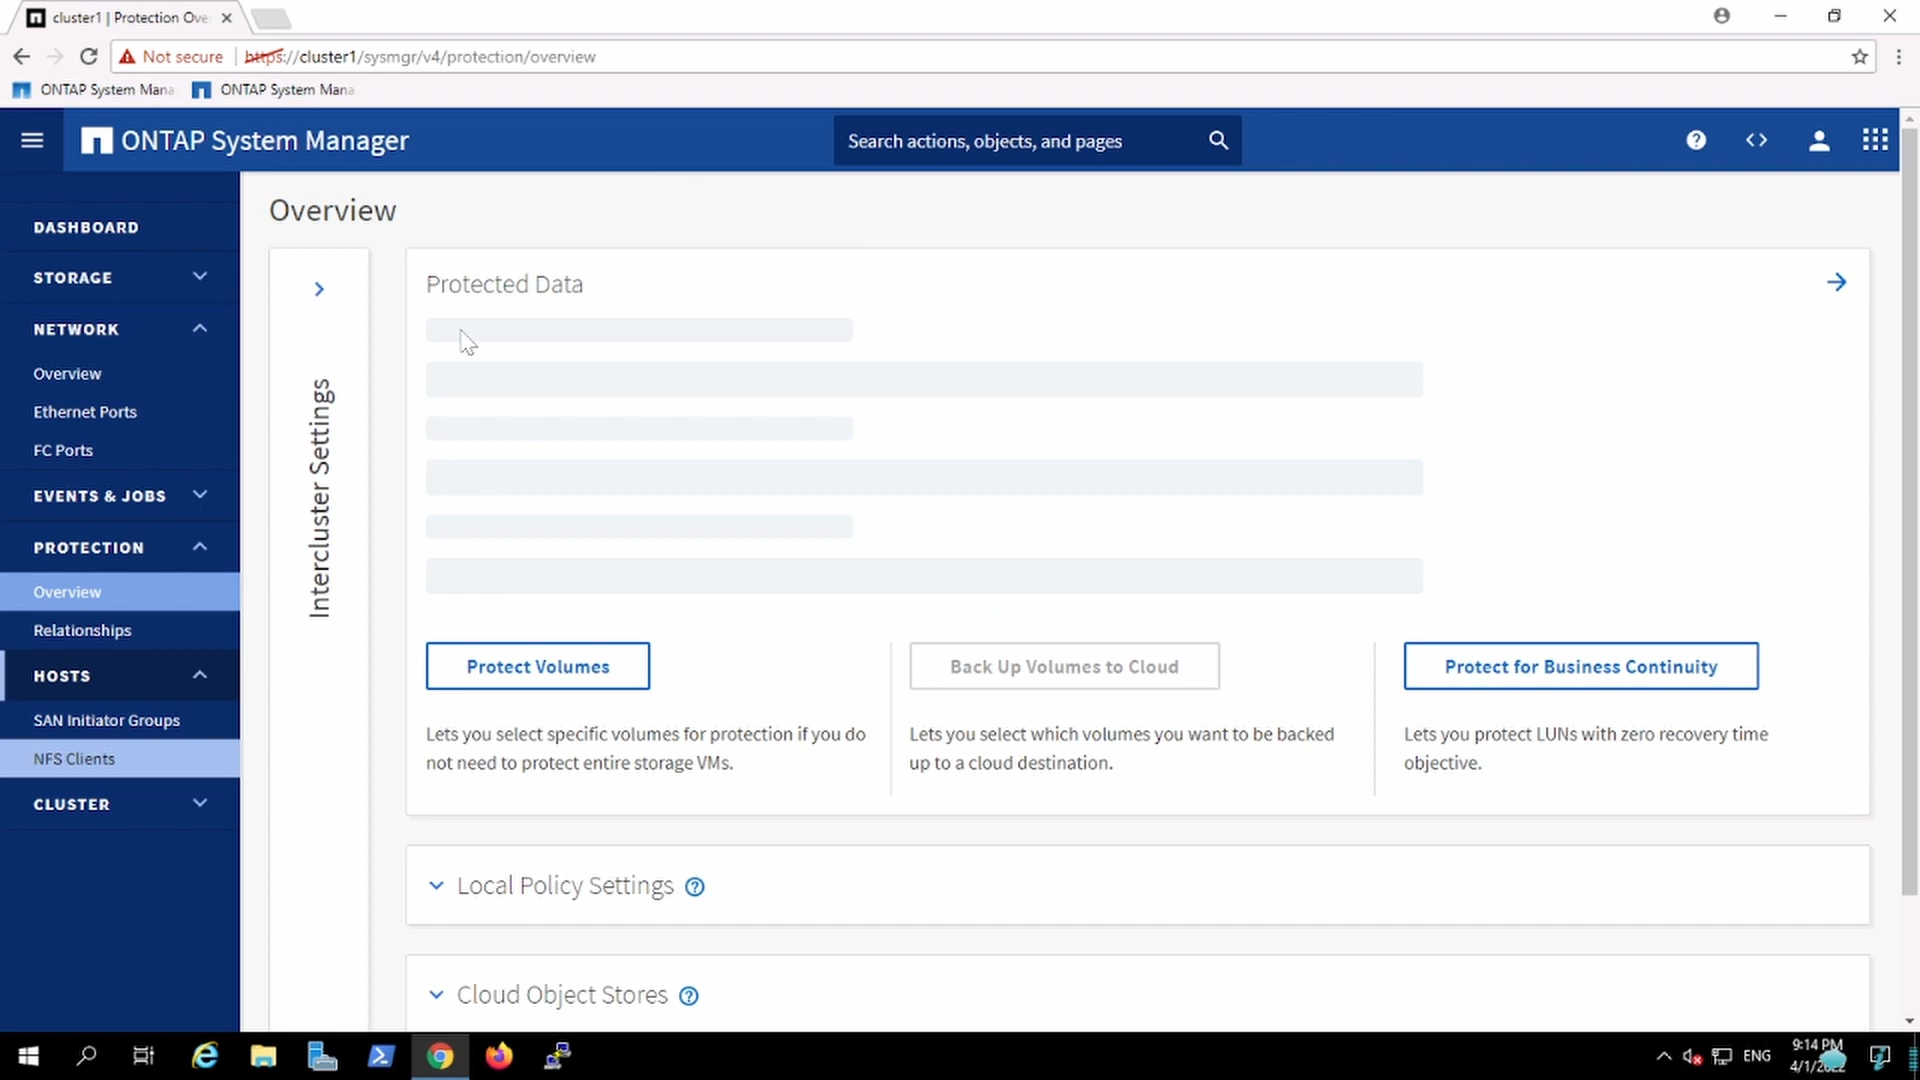 cluster1 | Protection Ove
Not secure
https://cluster1/sysmgr/v4/protection/overview
ONTAP System Mana
ONTAP System Mana
ONTAP System Manager
Search actions, objects, and pages
DASHBOARD
STORAGE
NETWORK
Overview
Ethernet Ports
FC Ports
EVENTS & JOBS
PROTECTION
Overview
Relationships
HOSTS
SAN Initiator Groups
NFS Clients
CLUSTER
Overview
Intercluster Settings
Protected Data
Protect Volumes
Lets you select specific volumes for protection if you do
not need to protect entire storage VMs.
Back Up Volumes to Cloud
Lets you select which volumes you want to be backed
up to a cloud destination.
Protect for Business Continuity
Lets you protect LUNs with zero recovery time
objective.
Local Policy Settings
Cloud Object Stores
ENG
9:14 PM